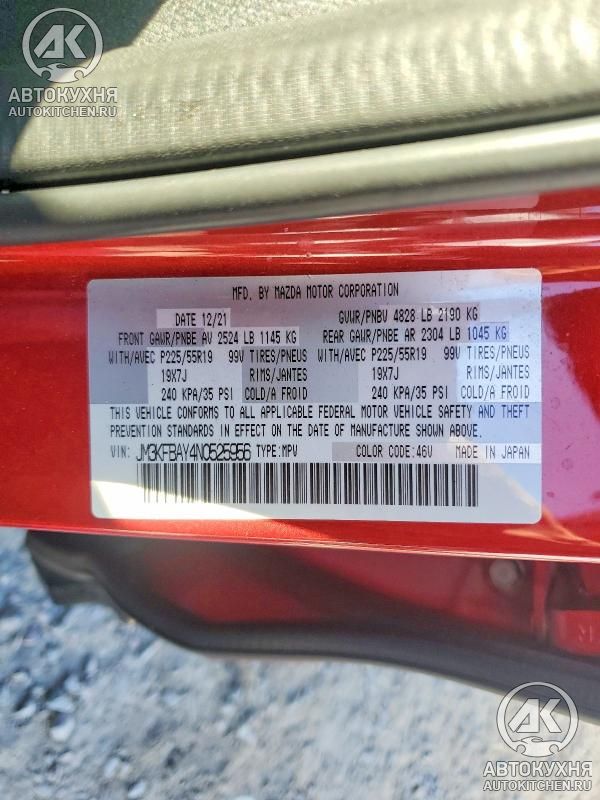 AK
АВТОКУХНЯ
AUTOKITCHEN.RU
MFD. BY MAZDA MOTOR CORPORATION
DATE 12/21 GVWR/PNBV 4828 LB 2190 KG
FRONT GAWR/PNBE AV 2524 LB 1145 KG REAR GAWR/PNBE AR 2304 LB 1045 KG
WITH/AVEC P225/55R19 99V TIRES/PNEUS WITH/AVEC P225/55R19 99V TIRES/PNEUS
19X7J RIMS/JANTES 19X7J RIMS/JANTES
240 KPA/35 PSI COLD/A FROID 240 KPA/35 PSI COLD/A FROID
THIS VEHICLE CONFORMS TO ALL APPLICABLE FEDERAL MOTOR VEHICLE SAFETY AND THEFT
PREVENTION STANDARDS IN EFFECT ON THE DATE OF MANUFACTURE SHOWN ABOVE.
VIN: JM3KFBAY4N0525956 TYPE:MPV COLOR CODE:46V MADE IN JAPAN
AK
АВТОКУХНЯ
AUTOKITCHEN.RU